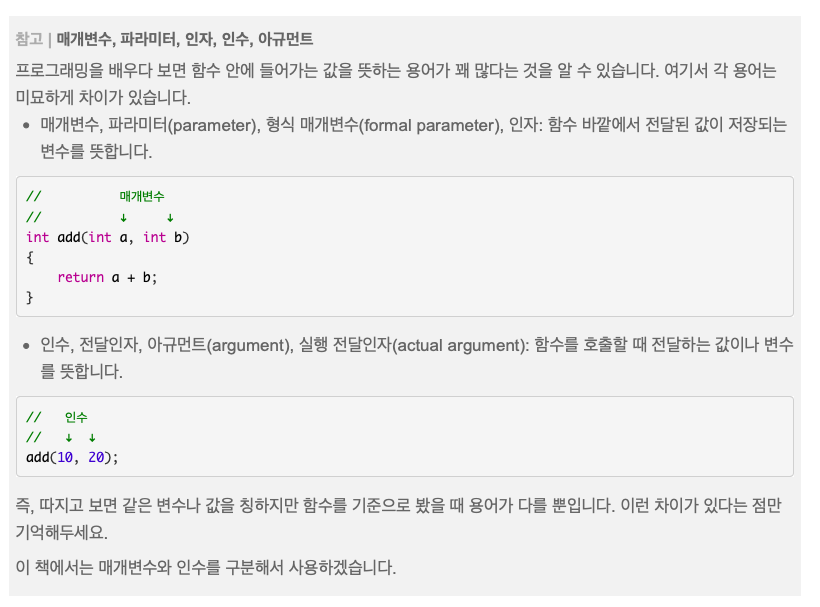 참고 | 매개변수, 파라미터, 인자, 인수, 아규먼트
프로그래밍을 배우다 보면 함수 안에 들어가는 값을 뜻하는 용어가 꽤 많다는 것을 알 수 있습니다. 여기서 각 용어는
미묘하게 차이가 있습니다.
• 매개변수, 파라미터(parameter), 형식 매개변수(formal parameter), 인자: 함수 바깥에서 전달된 값이 저장되는
변수를 뜻합니다.
//          매개변수
//          ↓     ↓
int add(int a, int b)
{
    return a + b;
}
• 인수, 전달인자, 아규먼트(argument), 실행 전달인자(actual argument): 함수를 호출할 때 전달하는 값이나 변수
를 뜻합니다.
//   인수
//   ↓  ↓
add(10, 20);
즉, 따지고 보면 같은 변수나 값을 칭하지만 함수를 기준으로 봤을 때 용어가 다를 뿐입니다. 이런 차이가 있다는 점만
기억해두세요.
이 책에서는 매개변수와 인수를 구분해서 사용하겠습니다.